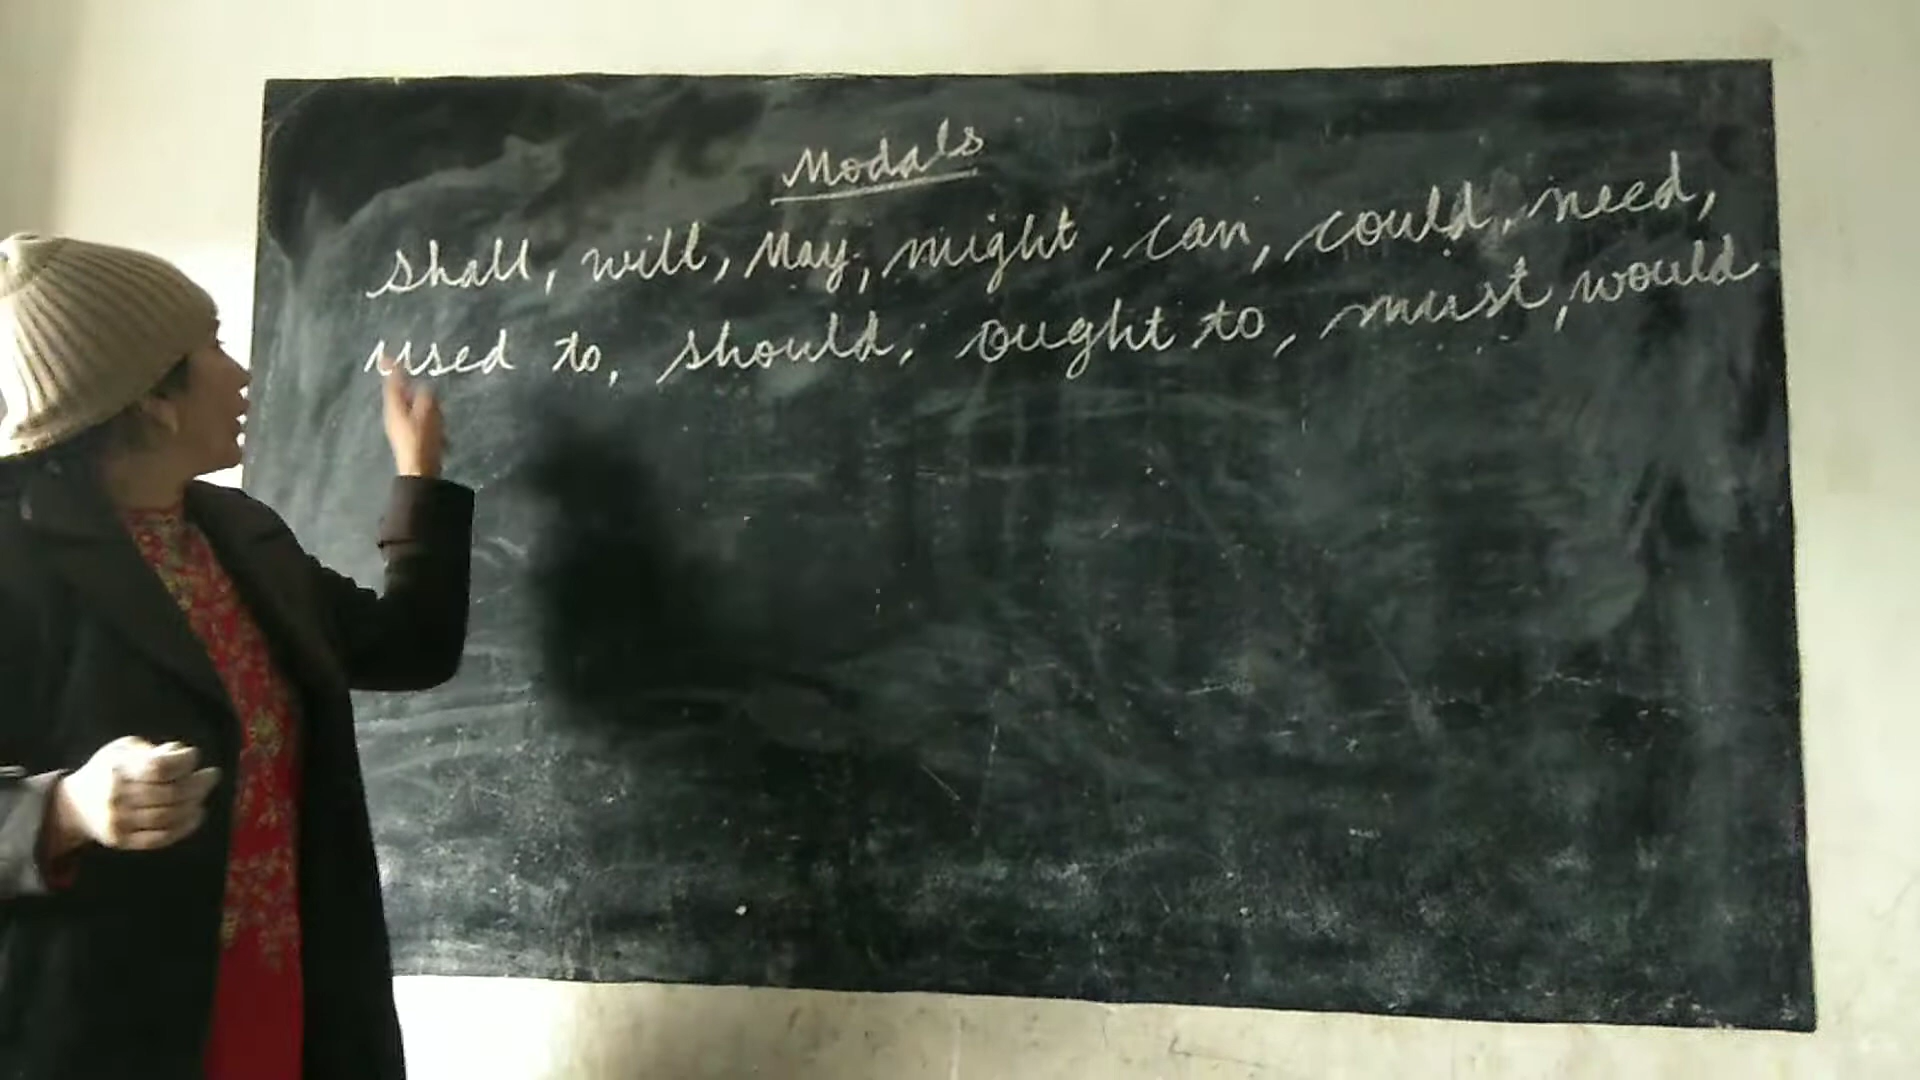 Modals
Shall, will, May, might, can, could, need,
used to, should, ought to, must, would